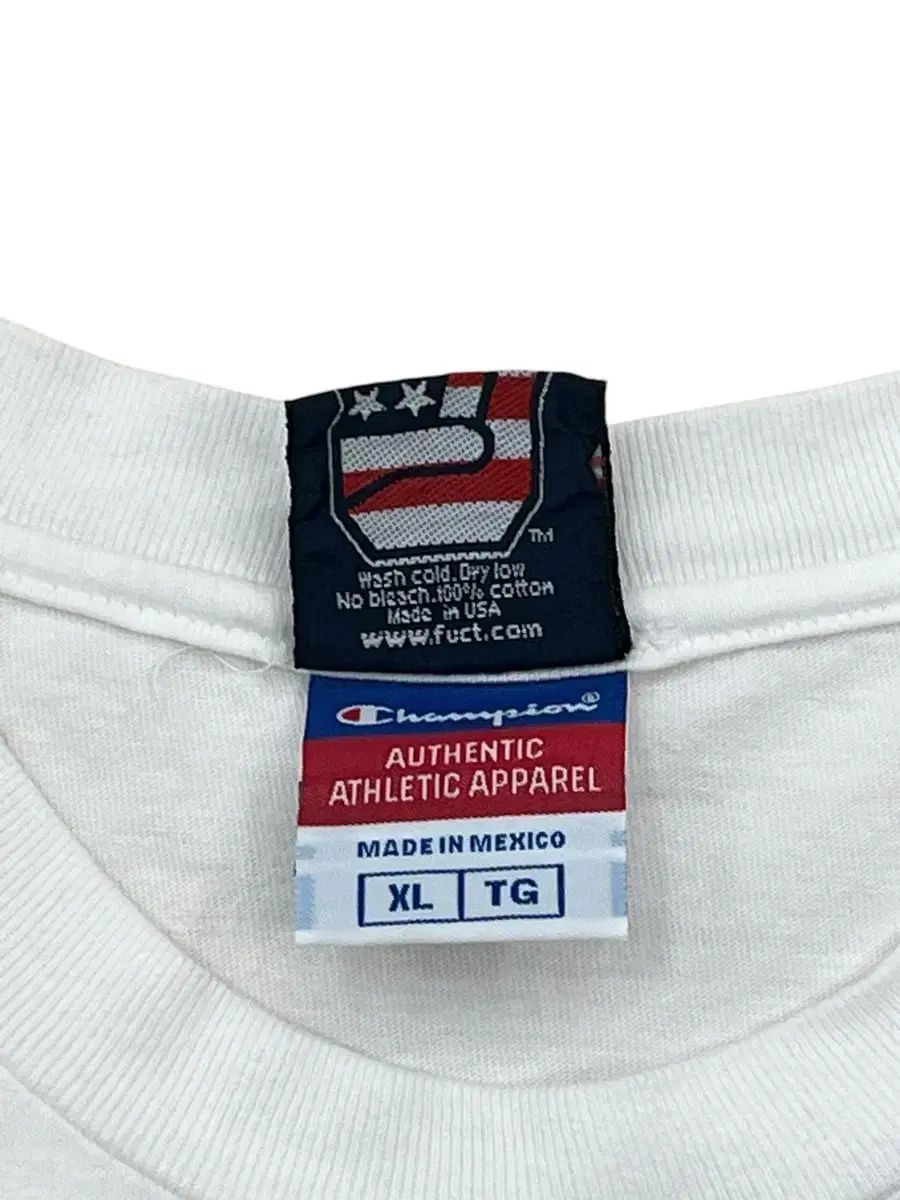 TM
Wash cold. Dry low
No bleach. 100% cotton
Made in USA
www.fuct.com
Champion®
AUTHENTIC
ATHLETIC APPAREL
MADE IN MEXICO
XL TG